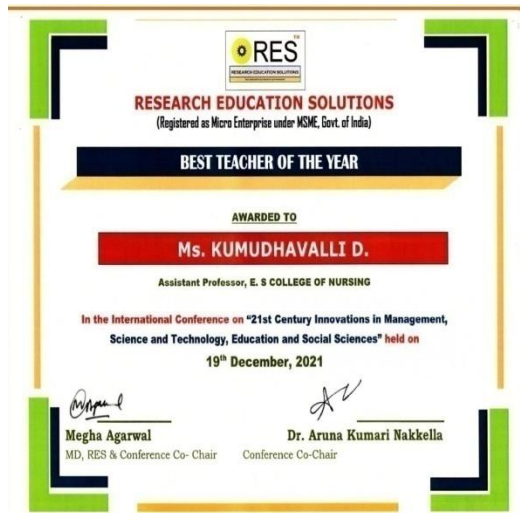 RES
TM
RESEARCH EDUCATION SOLUTIONS
RESEARCH EDUCATION SOLUTIONS
(Registered as Micro Enterprise under MSME, Govt. of India)
BEST TEACHER OF THE YEAR
AWARDED TO
Ms. KUMUDHAVALLI D.
Assistant Professor, E. S COLLEGE OF NURSING
In the International Conference on “21st Century Innovations in Management,
Science and Technology, Education and Social Sciences” held on
19th December, 2021
Megha Agarwal
MD, RES & Conference Co- Chair
Dr. Aruna Kumari Nakkella
Conference Co-Chair